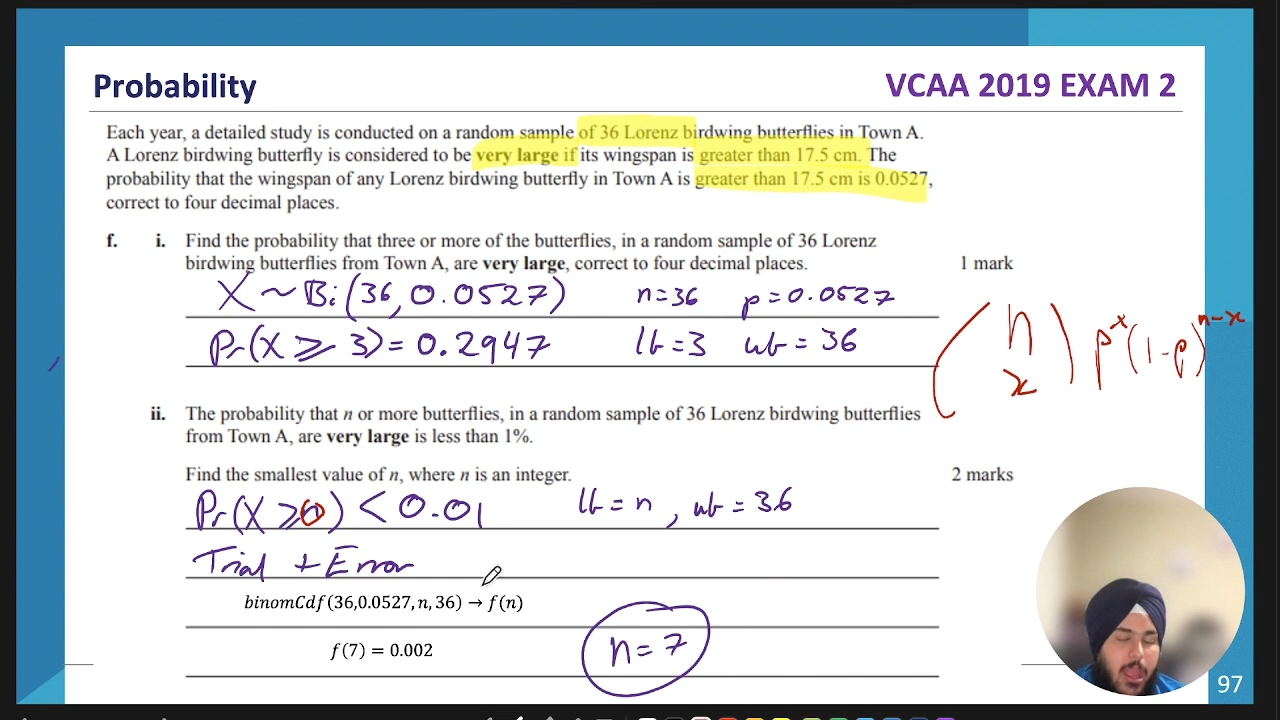 Probability
VCAA 2019 EXAM 2
Each year, a detailed study is conducted on a random sample of 36 Lorenz birdwing butterflies in Town A.
A Lorenz birdwing butterfly is considered to be very large if its wingspan is greater than 17.5 cm. The
probability that the wingspan of any Lorenz birdwing butterfly in Town A is greater than 17.5 cm is 0.0527,
correct to four decimal places.
f. i. Find the probability that three or more of the butterflies, in a random sample of 36 Lorenz
birdwing butterflies from Town A, are very large, correct to four decimal places. 1 mark
X ~ Bi(36, 0.0527) n=36 p=0.0527
Pr(X ≥ 3) = 0.2947 lb=3 ub=36
(n x) p^x (1-p)^n-x
ii. The probability that n or more butterflies, in a random sample of 36 Lorenz birdwing butterflies
from Town A, are very large is less than 1%.
Find the smallest value of n, where n is an integer. 2 marks
Pr(X ≥ n) < 0.01 lb = n, ub = 36
Trial + Error
binomCdf(36,0.0527,n,36) → f(n)
f(7) = 0.002
n=7
97